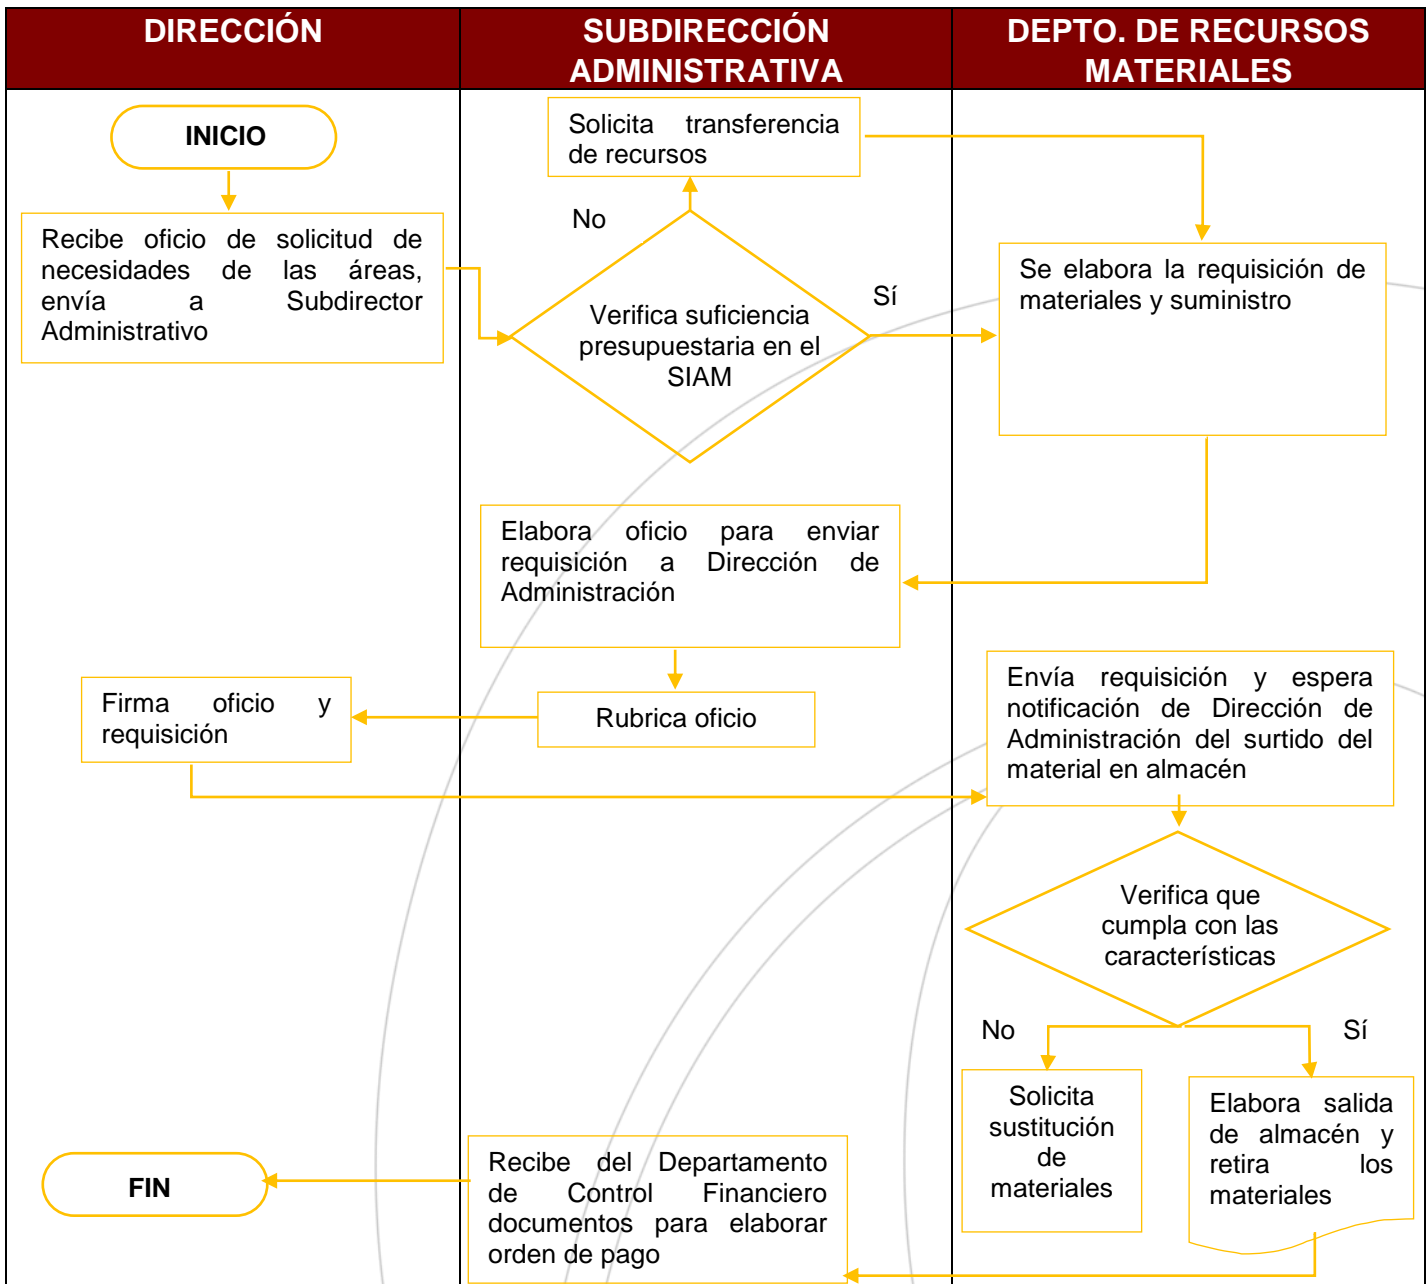 DIRECCIÓN
SUBDIRECCIÓN
ADMINISTRATIVA
DEPTO. DE RECURSOS
MATERIALES
INICIO
Recibe oficio de solicitud de
necesidades de las áreas,
envía a Subdirector
Administrativo
Solicita transferencia
de recursos
No
Verifica suficiencia
presupuestaria en el
SIAM
Sí
Se elabora la requisición de
materiales y suministro
Elabora oficio para enviar
requisición a Dirección de
Administración
Rubrica oficio
Firma oficio y
requisición
Envía requisición y espera
notificación de Dirección de
Administración del surtido del
material en almacén
Verifica que
cumpla con las
características
No
Sí
Solicita
sustitución
de
materiales
Elabora salida
de almacén y
retira los
materiales
Recibe del Departamento
de Control Financiero
documentos para elaborar
orden de pago
FIN